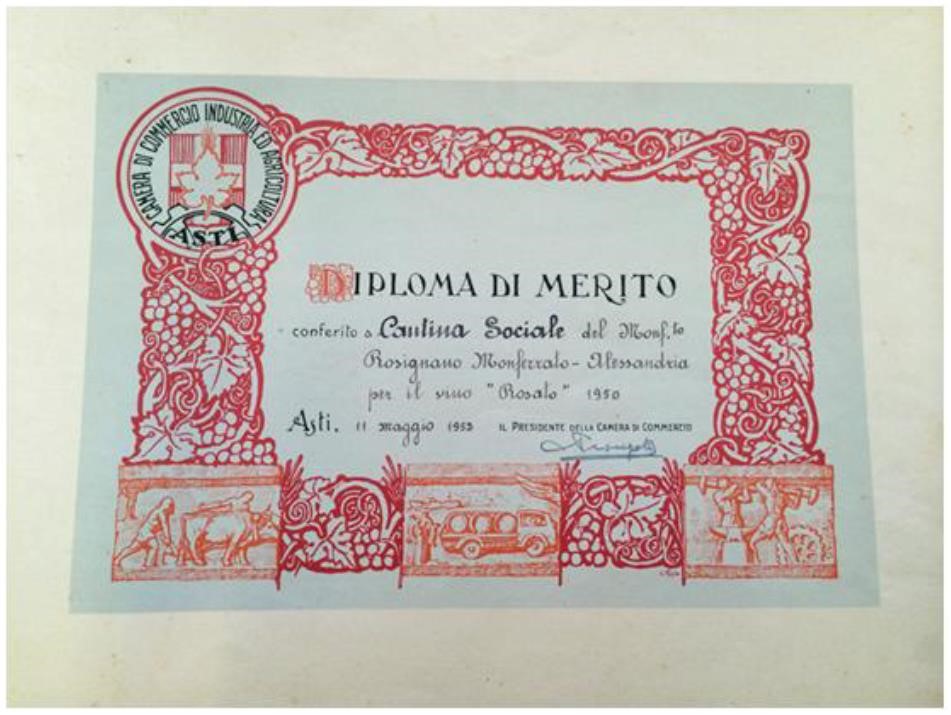 CAMERA DI COMMERCIO INDUSTRIA ED AGRICOLTURA
ASTI
DIPLOMA DI MERITO
conferito a Cantina Sociale del Monf.to
Rosignano Monferrato - Alessandria
per il vino "Rosato" 1950
Asti, 11 maggio 1953 IL PRESIDENTE DELLA CAMERA DI COMMERCIO